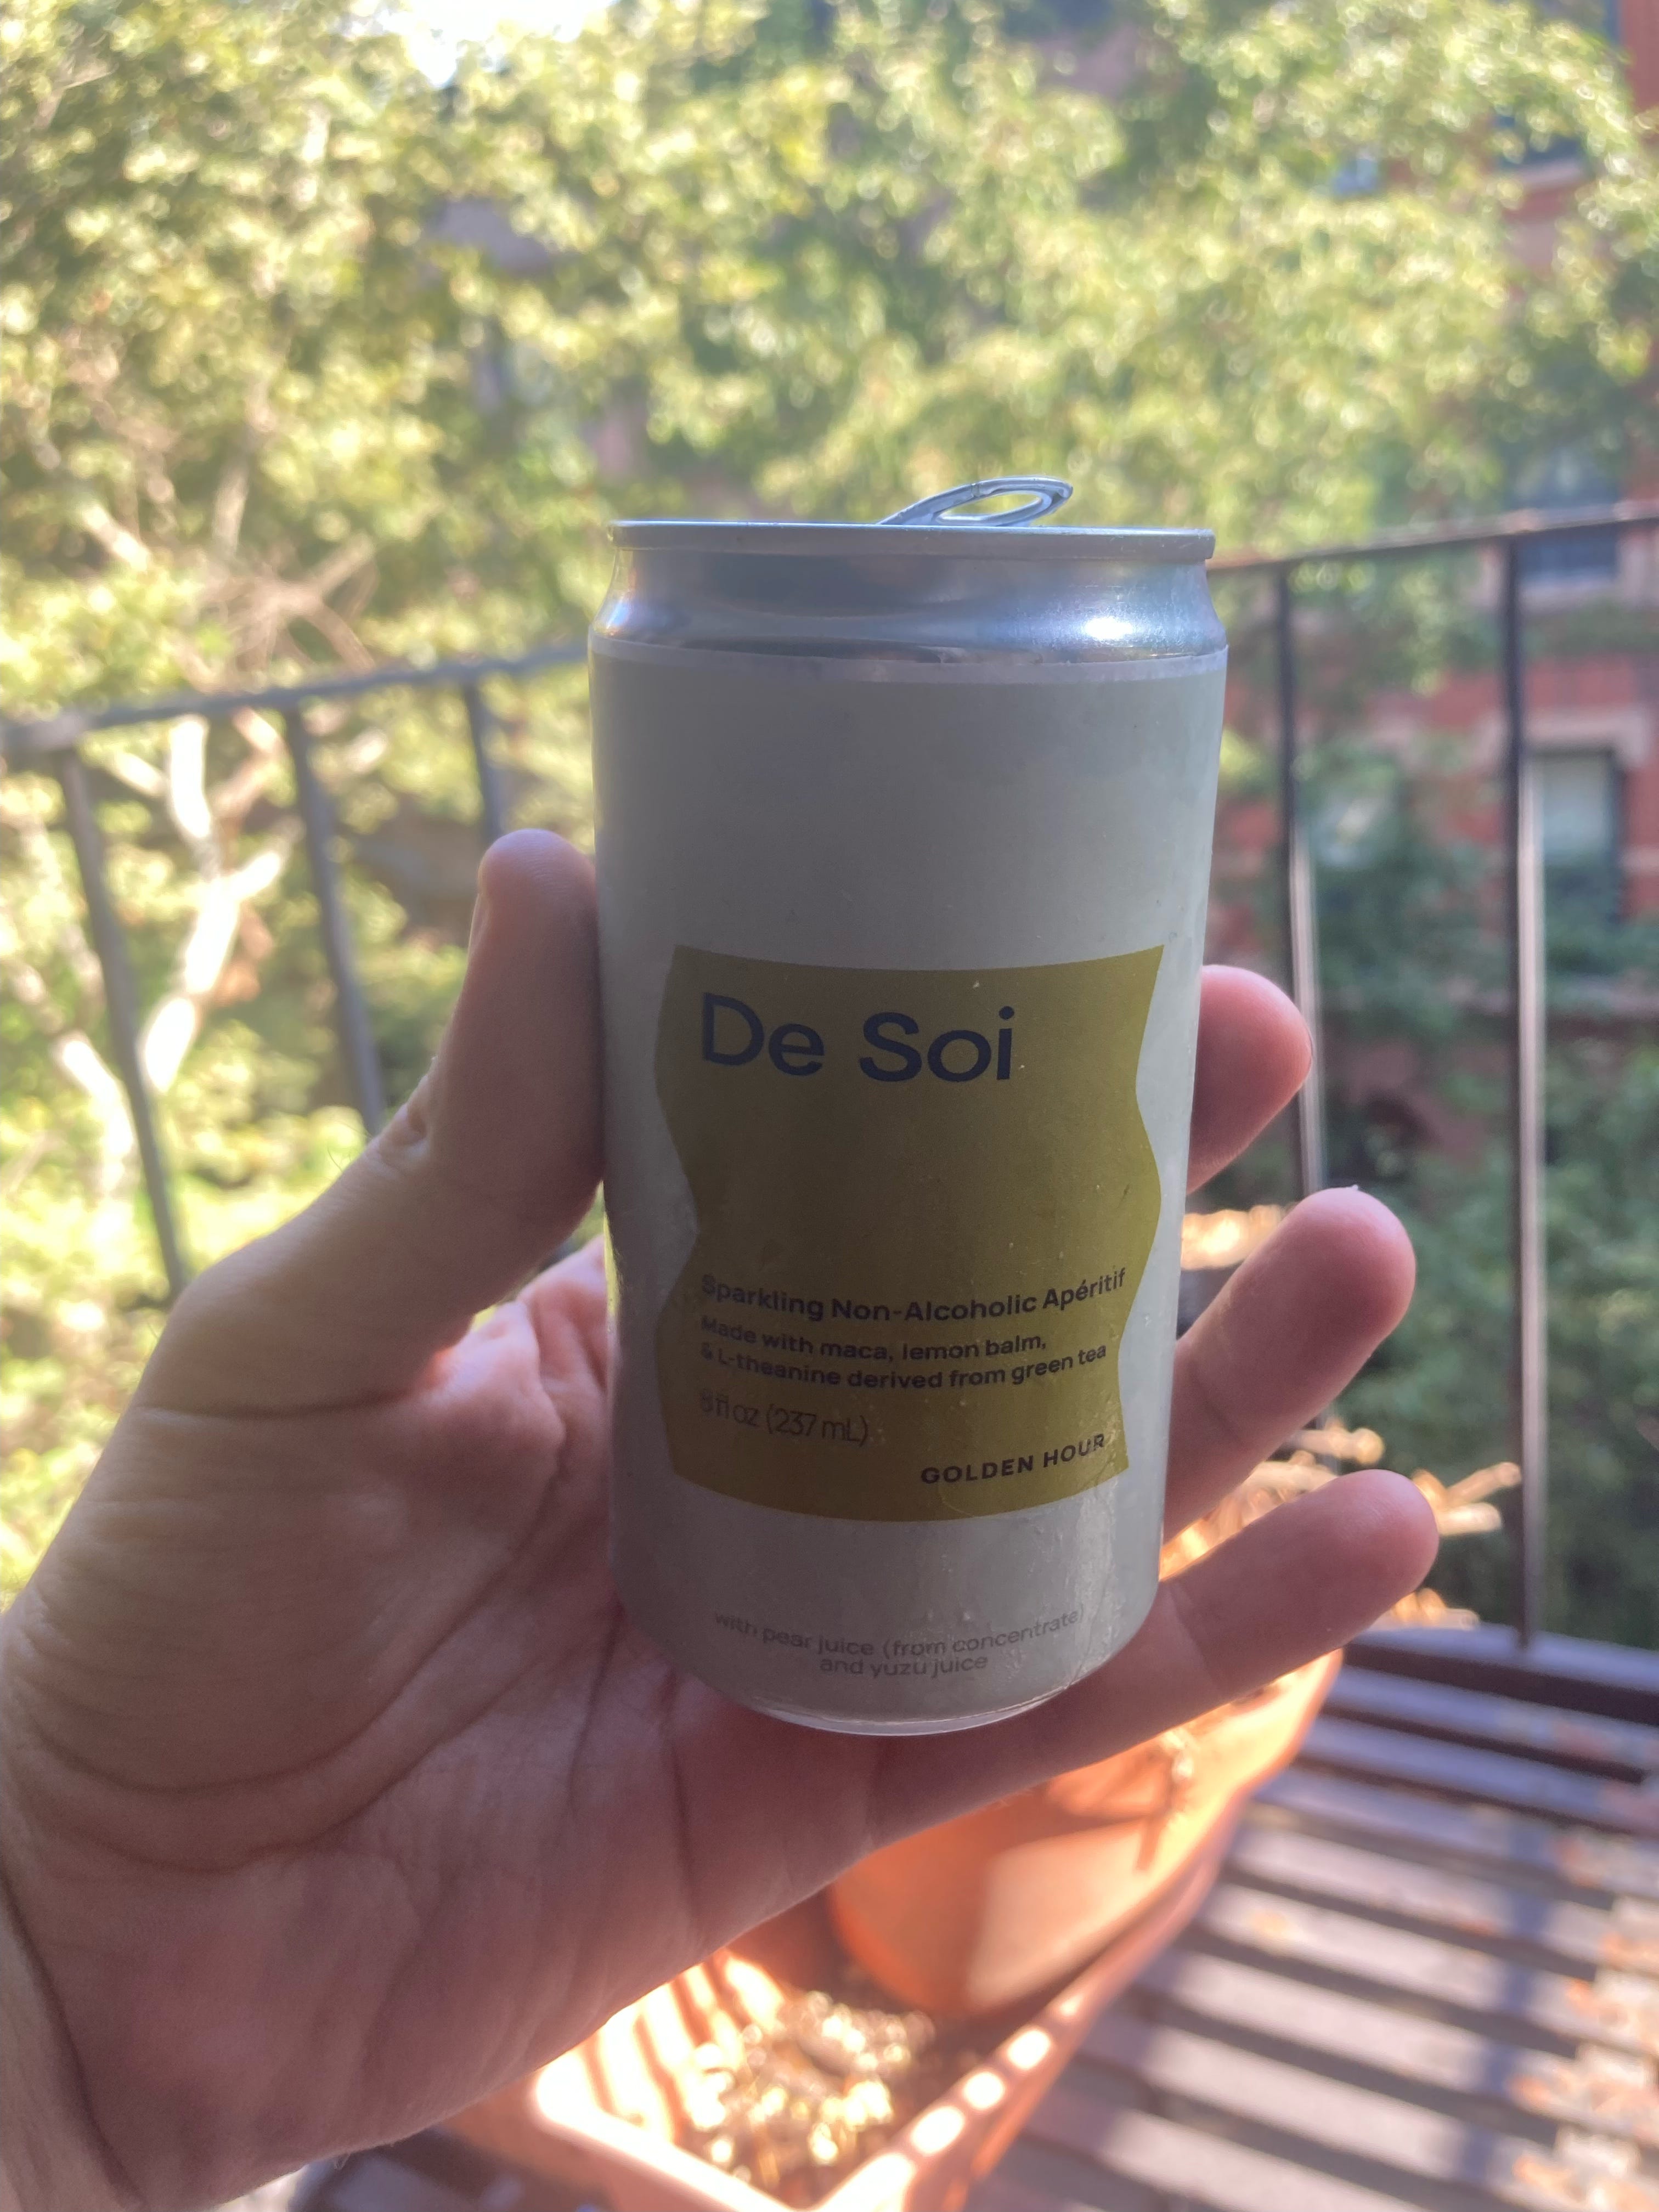 De Soi
Sparkling Non-Alcoholic Apéritif
Made with maca, lemon balm,
& L-theanine derived from green tea
8 fl oz (237 mL)
GOLDEN HOUR
with pear juice (from concentrate)
and yuzu juice